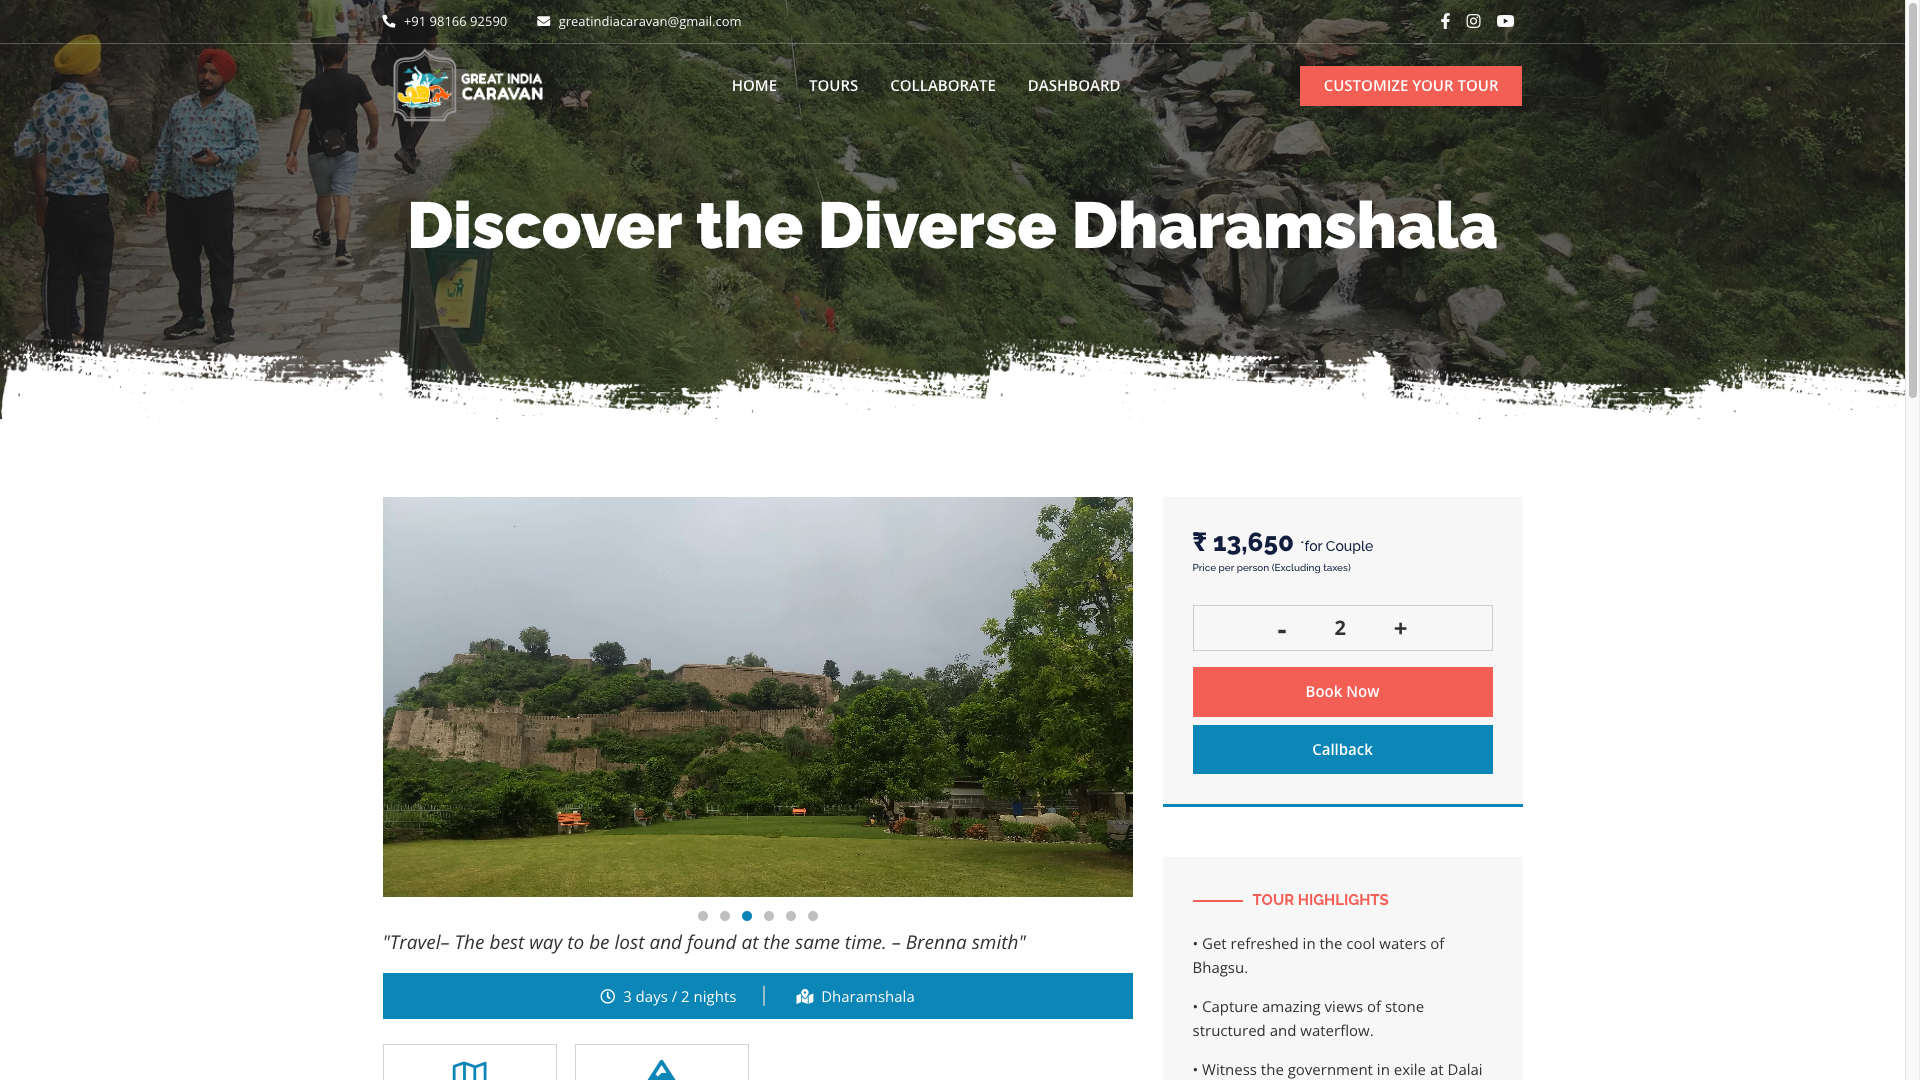 +91 98166 92590
greatindiacaravan@gmail.com
GREAT INDIA
CARAVAN
HOME
TOURS
COLLABORATE
DASHBOARD
CUSTOMIZE YOUR TOUR
Discover the Diverse Dharamshala
"Travel– The best way to be lost and found at the same time. – Brenna smith"
3 days / 2 nights
Dharamshala
₹ 13,650 *for Couple
Price per person (Excluding taxes)
- 2 +
Book Now
Callback
TOUR HIGHLIGHTS
• Get refreshed in the cool waters of
Bhagsu.
• Capture amazing views of stone
structured and waterflow.
• Witness the government in exile at Dalai